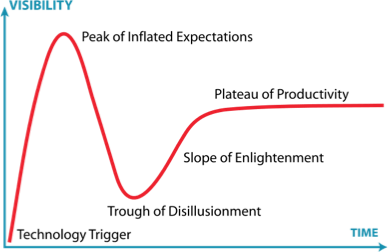 VISIBILITY
Peak of Inflated Expectations
Plateau of Productivity
Slope of Enlightenment
Trough of Disillusionment
Technology Trigger
TIME